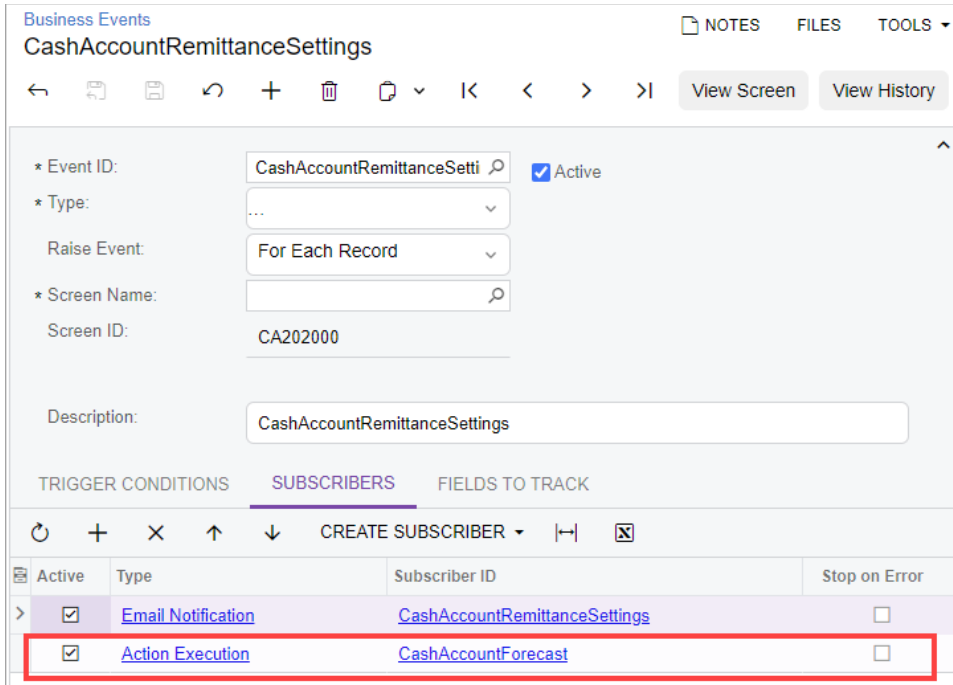 Business Events
NOTES FILES TOOLS
CashAccountRemittanceSettings
View Screen View History
* Event ID: CashAccountRemittanceSetti Active
* Type: ...
Raise Event: For Each Record
* Screen Name:
Screen ID: CA202000
Description: CashAccountRemittanceSettings
TRIGGER CONDITIONS SUBSCRIBERS FIELDS TO TRACK
CREATE SUBSCRIBER
Active Type Subscriber ID Stop on Error
Email Notification CashAccountRemittanceSettings
Action Execution CashAccountForecast